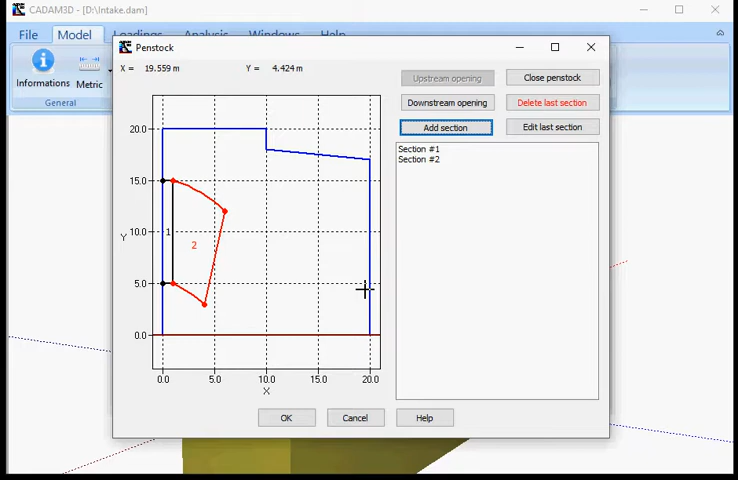 CADAM3D - [D:\Intake.dam]
File Model Loadings Analysis Windows Help
Informations
Metric
General
Penstock
X = 19.559 m Y = 4.424 m
Upstream opening Close penstock
Downstream opening Delete last section
Add section Edit last section
Section #1
Section #2
20.0
15.0
10.0
5.0
0.0
Y
1
2
0.0 5.0 10.0 15.0 20.0
X
OK Cancel Help